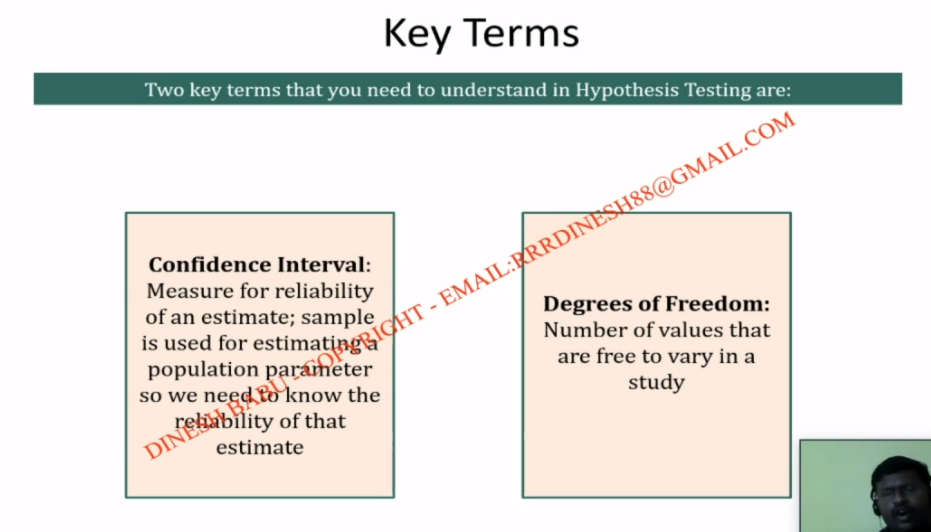 Key Terms
Two key terms that you need to understand in Hypothesis Testing are:
Confidence Interval:
Measure for reliability
of an estimate; sample
is used for estimating a
population parameter
so we need to know the
reliability of that
estimate
Degrees of Freedom:
Number of values that
are free to vary in a
study
DINESH BABU - COPYRIGHT - EMAIL:RRRDINESH88@GMAIL.COM